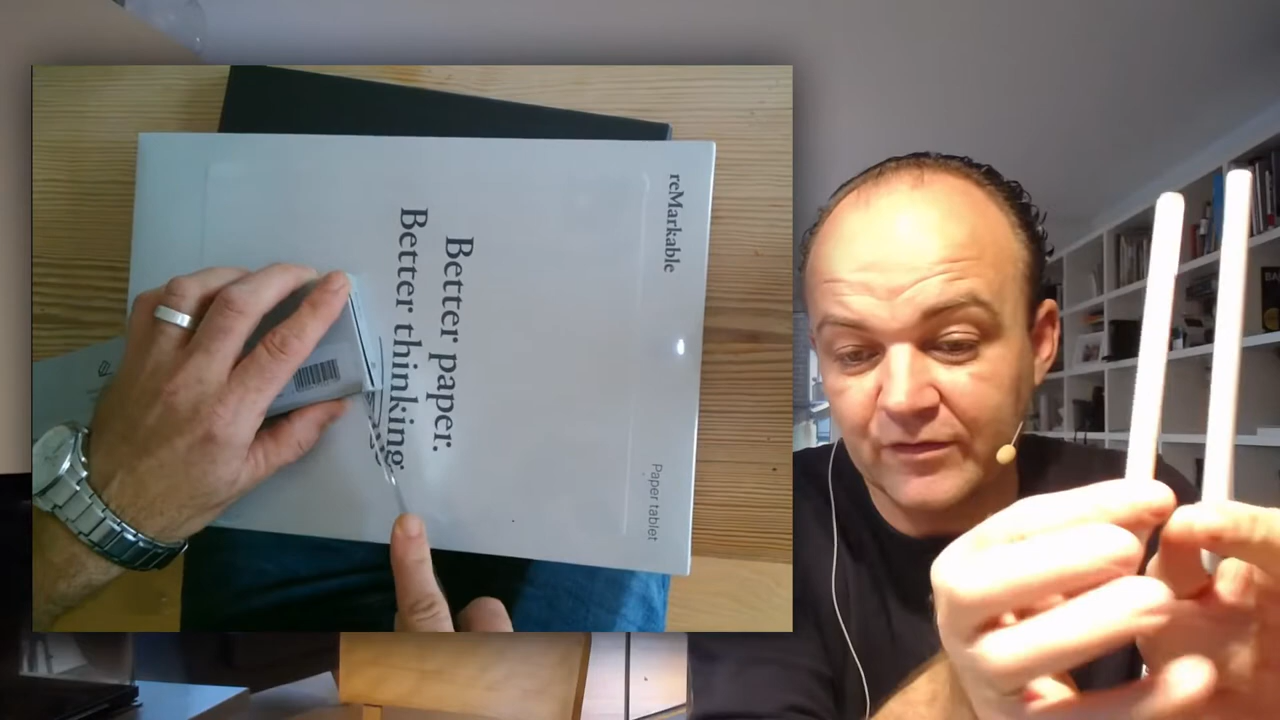 reMarkable
Better paper.
Better thinking.
Paper tablet